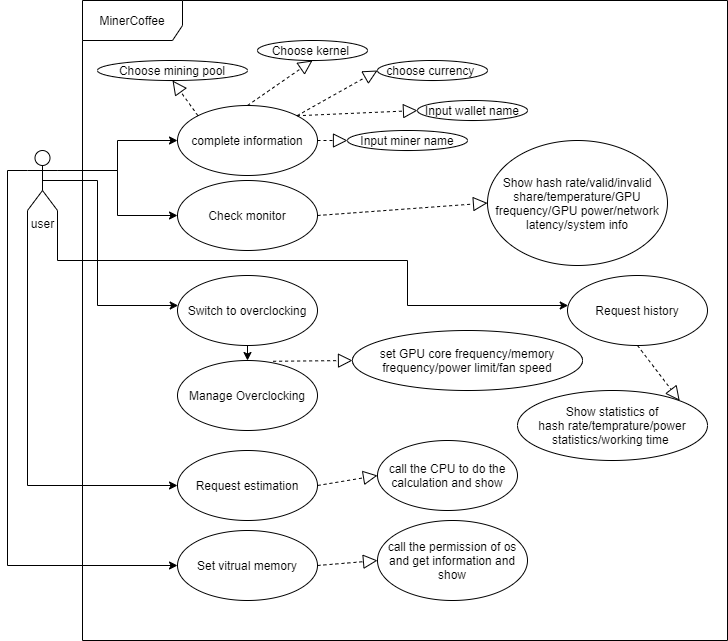 MinerCoffee
Choose kernel
Choose mining pool
choose currency
Input wallet name
complete information
Input miner name
user
Check monitor
Show hash rate/valid/invalid
share/temperature/GPU
frequency/GPU power/network
latency/system info
Switch to overclocking
Request history
set GPU core frequency/memory
frequency/power limit/fan speed
Manage Overclocking
Show statistics of
hash rate/temprature/power
statistics/working time
Request estimation
call the CPU to do the
calculation and show
Set vitrual memory
call the permission of os
and get information and
show